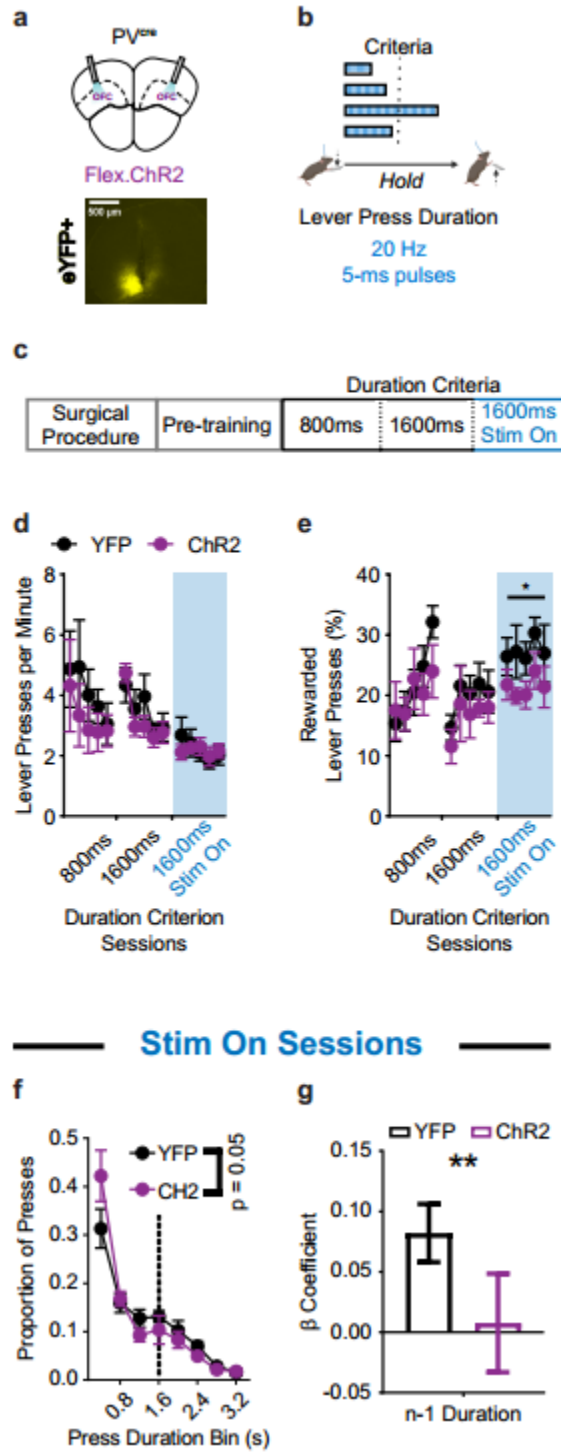 a
PVcre
OFC OFC
Flex.ChR2
500 μm
eYFP+
b
Criteria
Hold
Lever Press Duration
20 Hz
5-ms pulses
c
Duration Criteria
Surgical Procedure
Pre-training
800ms
1600ms
1600ms Stim On
d
YFP ChR2
Lever Presses per Minute
8
6
4
2
0
800ms
1600ms
1600ms
Stim On
Duration Criterion
Sessions
e
*
Rewarded
Lever Presses (%)
40
30
20
10
0
800ms
1600ms
1600ms
Stim On
Duration Criterion
Sessions
Stim On Sessions
f
YFP
CH2
p = 0.05
Proportion of Presses
0.5
0.4
0.3
0.2
0.1
0.0
0.8
1.6
2.4
3.2
Press Duration Bin (s)
g
YFP ChR2
**
β Coefficient
0.15
0.10
0.05
0.00
-0.05
n-1 Duration